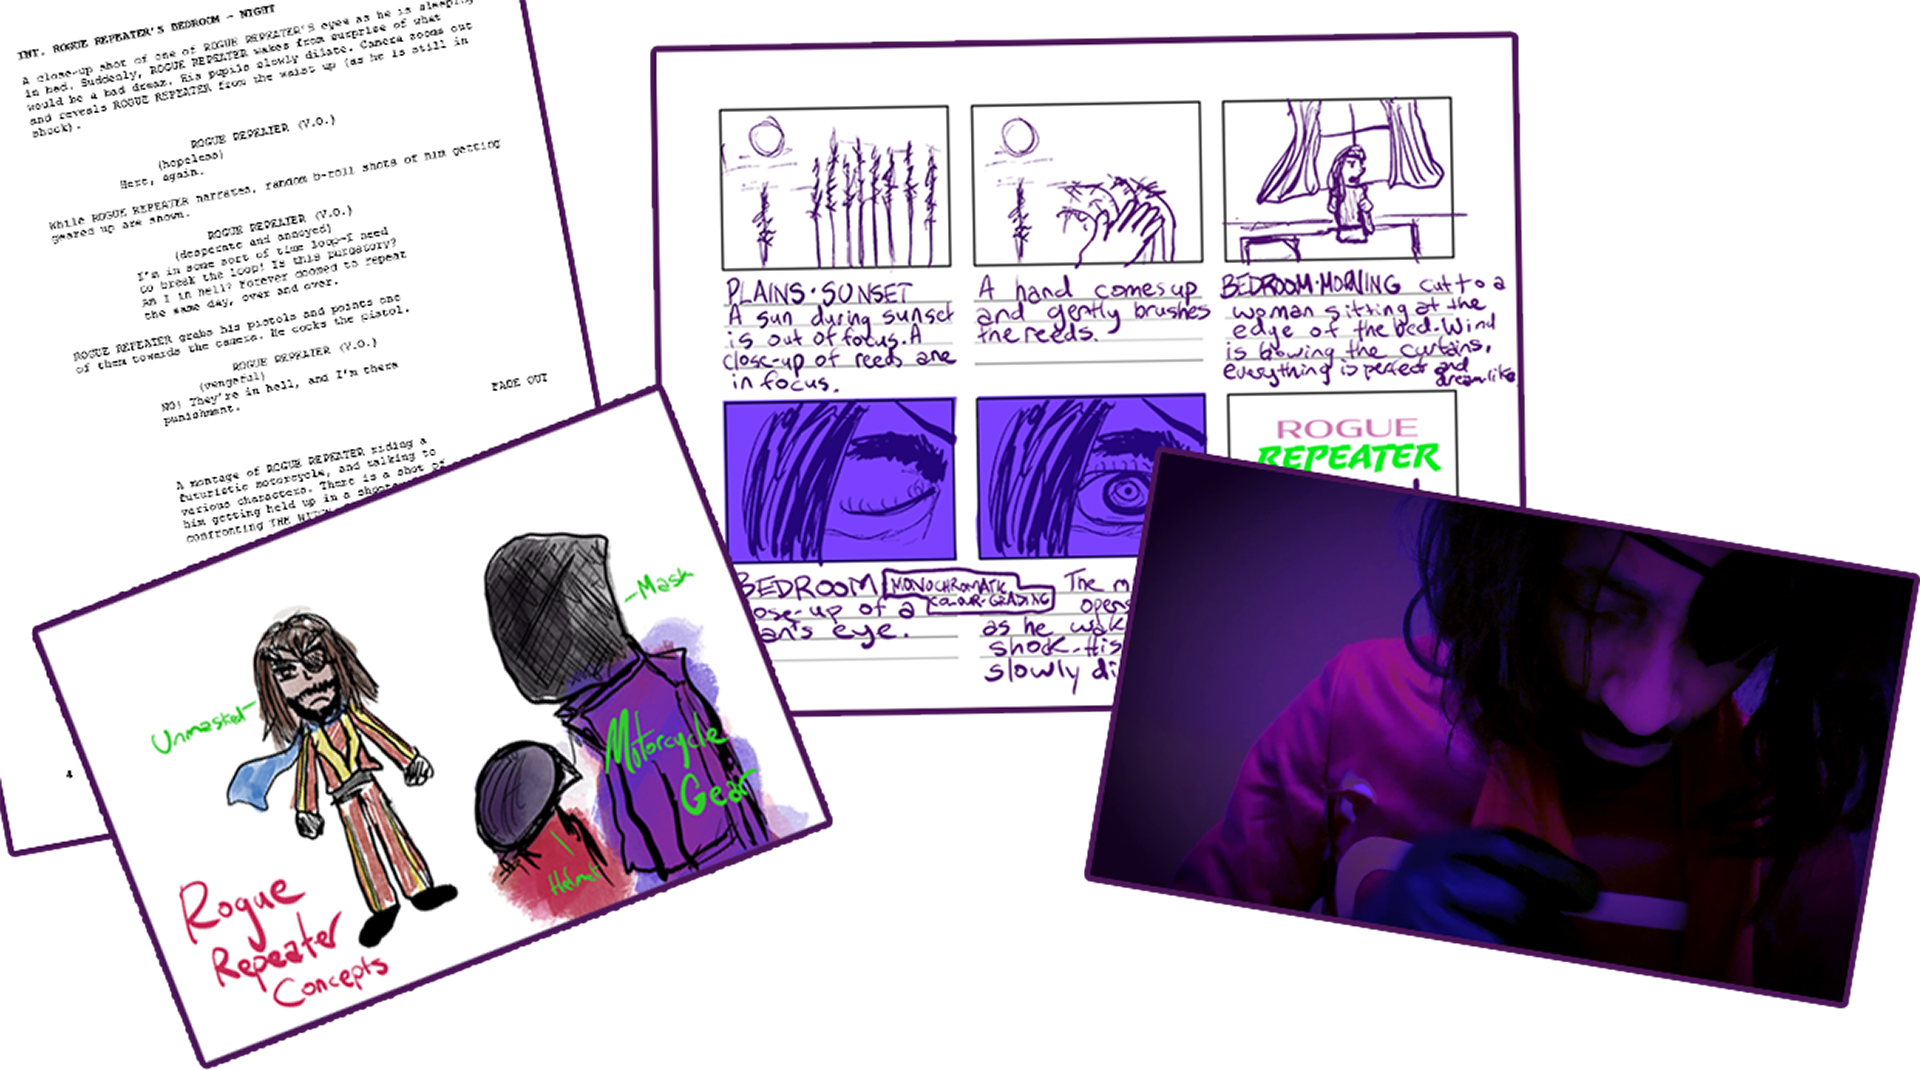 INT. ROGUE REPEATER'S BEDROOM - NIGHT
A close-up shot of one of ROGUE REPEATER'S eyes as he is sleeping
in bed. Suddenly, ROGUE REPEATER wakes from surprise of what
would be a bad dream. His pupils slowly dilate. Camera zooms out
and reveals ROGUE REPEATER from the waist up (as he is still in
shock).
ROGUE REPEATER (V.O.)
(hopeless)
Here, again.
While ROGUE REPEATER narrates, random b-roll shots of him getting
geared up are shown.
ROGUE REPEATER (V.O.)
(desperate and annoyed)
I'm in some sort of time loop—I need
to break the loop! Is this purgatory?
Am I in hell? Forever doomed to repeat
the same day, over and over.
ROGUE REPEATER grabs his pistols and points one
of them towards the camera. He cocks the pistol.
ROGUE REPEATER (V.O.)
(vengeful)
NO! They're in hell, and I'm there
punishment.
FADE OUT
A montage of ROGUE REPEATER riding a
futuristic motorcycle, and talking to
various characters. There is a shot of
him getting held up in a
confronting THE
4
PLAINS·SUNSET
A sun during sunset
is out of focus. A
close-up of reeds are
in focus.
A hand comes up
and gently brushes
the reeds.
BEDROOM·MORNING cut to a
woman sitting at the
edge of the bed. Wind
is blowing the curtains,
everything is perfect and
dream-like
BEDROOM MONOCHROMATIC
COLOUR-GRADING
ose-up of a
an's eye.
The m
opens
as he wak
shock. His
slowly di
ROGUE
REPEATER
Unmasked
Mask
Motorcycle
Gear
Helmet
Rogue
Repeater
Concepts